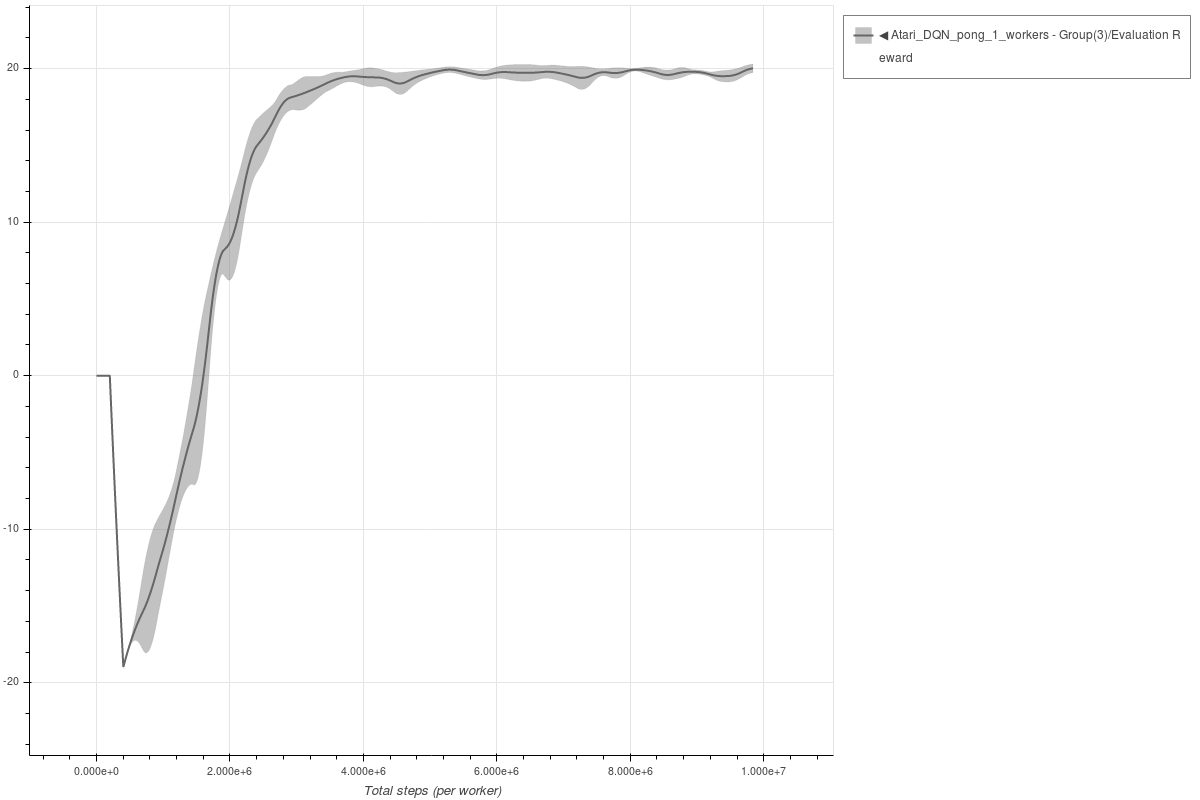 ◀ Atari_DQN_pong_1_workers - Group(3)/Evaluation R
eward
20
10
0
-10
-20
0.000e+0 2.000e+6 4.000e+6 6.000e+6 8.000e+6 1.000e+7
Total steps (per worker)